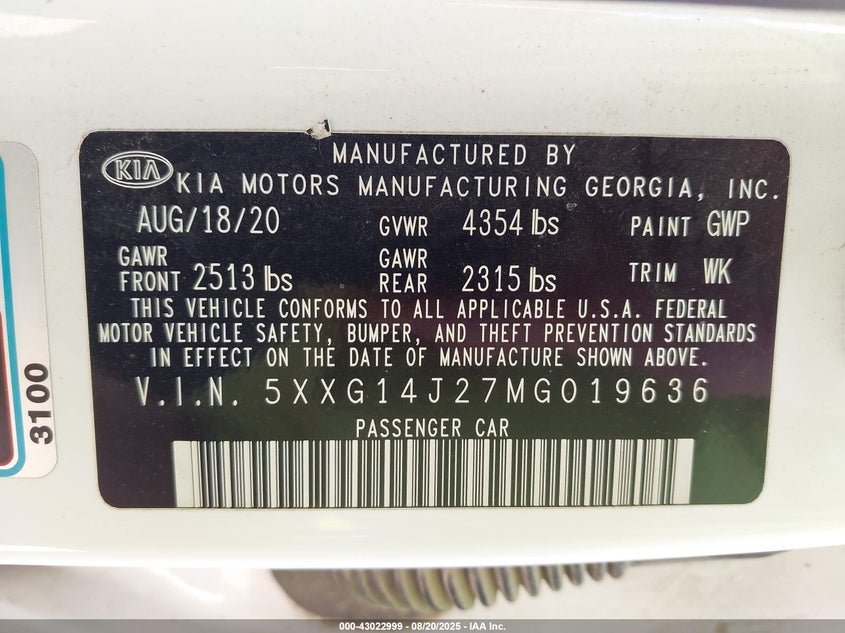 MANUFACTURED BY
KIA KIA MOTORS MANUFACTURING GEORGIA, INC.
AUG/18/20 GVWR 4354 lbs PAINT GWP
GAWR FRONT 2513 lbs GAWR REAR 2315 lbs TRIM WK
THIS VEHICLE CONFORMS TO ALL APPLICABLE U.S.A. FEDERAL
MOTOR VEHICLE SAFETY, BUMPER, AND THEFT PREVENTION STANDARDS
IN EFFECT ON THE DATE OF MANUFACTURE SHOWN ABOVE.
V.I.N. 5XXG14J27MG019636
PASSENGER CAR
3100
000-43022999 - 08/20/2025 - IAA Inc.